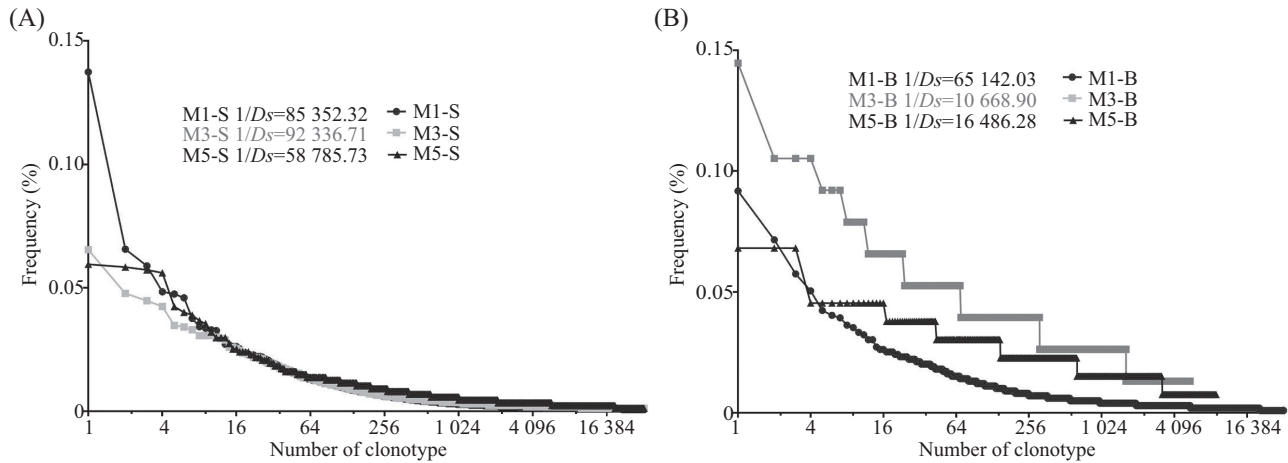 (A)
0.15
0.10
0.05
0
Frequency (%)
M1-S 1/Ds=85 352.32
M3-S 1/Ds=92 336.71
M5-S 1/Ds=58 785.73
M1-S
M3-S
M5-S
1 4 16 64 256 1 024 4 096 16 384
Number of clonotype
(B)
0.15
0.10
0.05
0
Frequency (%)
M1-B 1/Ds=65 142.03
M3-B 1/Ds=10 668.90
M5-B 1/Ds=16 486.28
M1-B
M3-B
M5-B
1 4 16 64 256 1 024 4 096 16 384
Number of clonotype